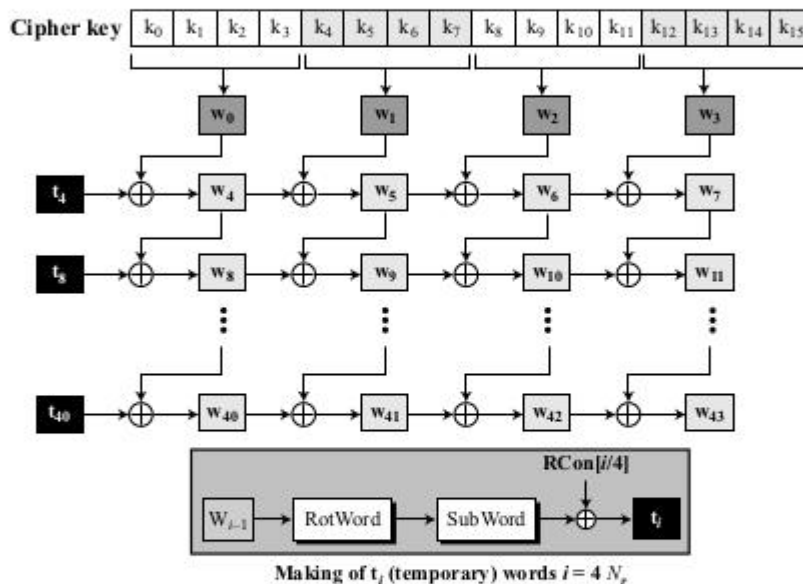 Cipher key k₀ k₁ k₂ k₃ k₄ k₅ k₆ k₇ k₈ k₉ k₁₀ k₁₁ k₁₂ k₁₃ k₁₄ k₁₅
w₀ w₁ w₂ w₃
t₄ w₄ w₅ w₆ w₇
t₈ w₈ w₉ w₁₀ w₁₁
t₄₀ w₄₀ w₄₁ w₄₂ w₄₃
RCon[i/4]
Wᵢ₋₁ RotWord SubWord tᵢ
Making of tᵢ (temporary) words i = 4 Nᵣ